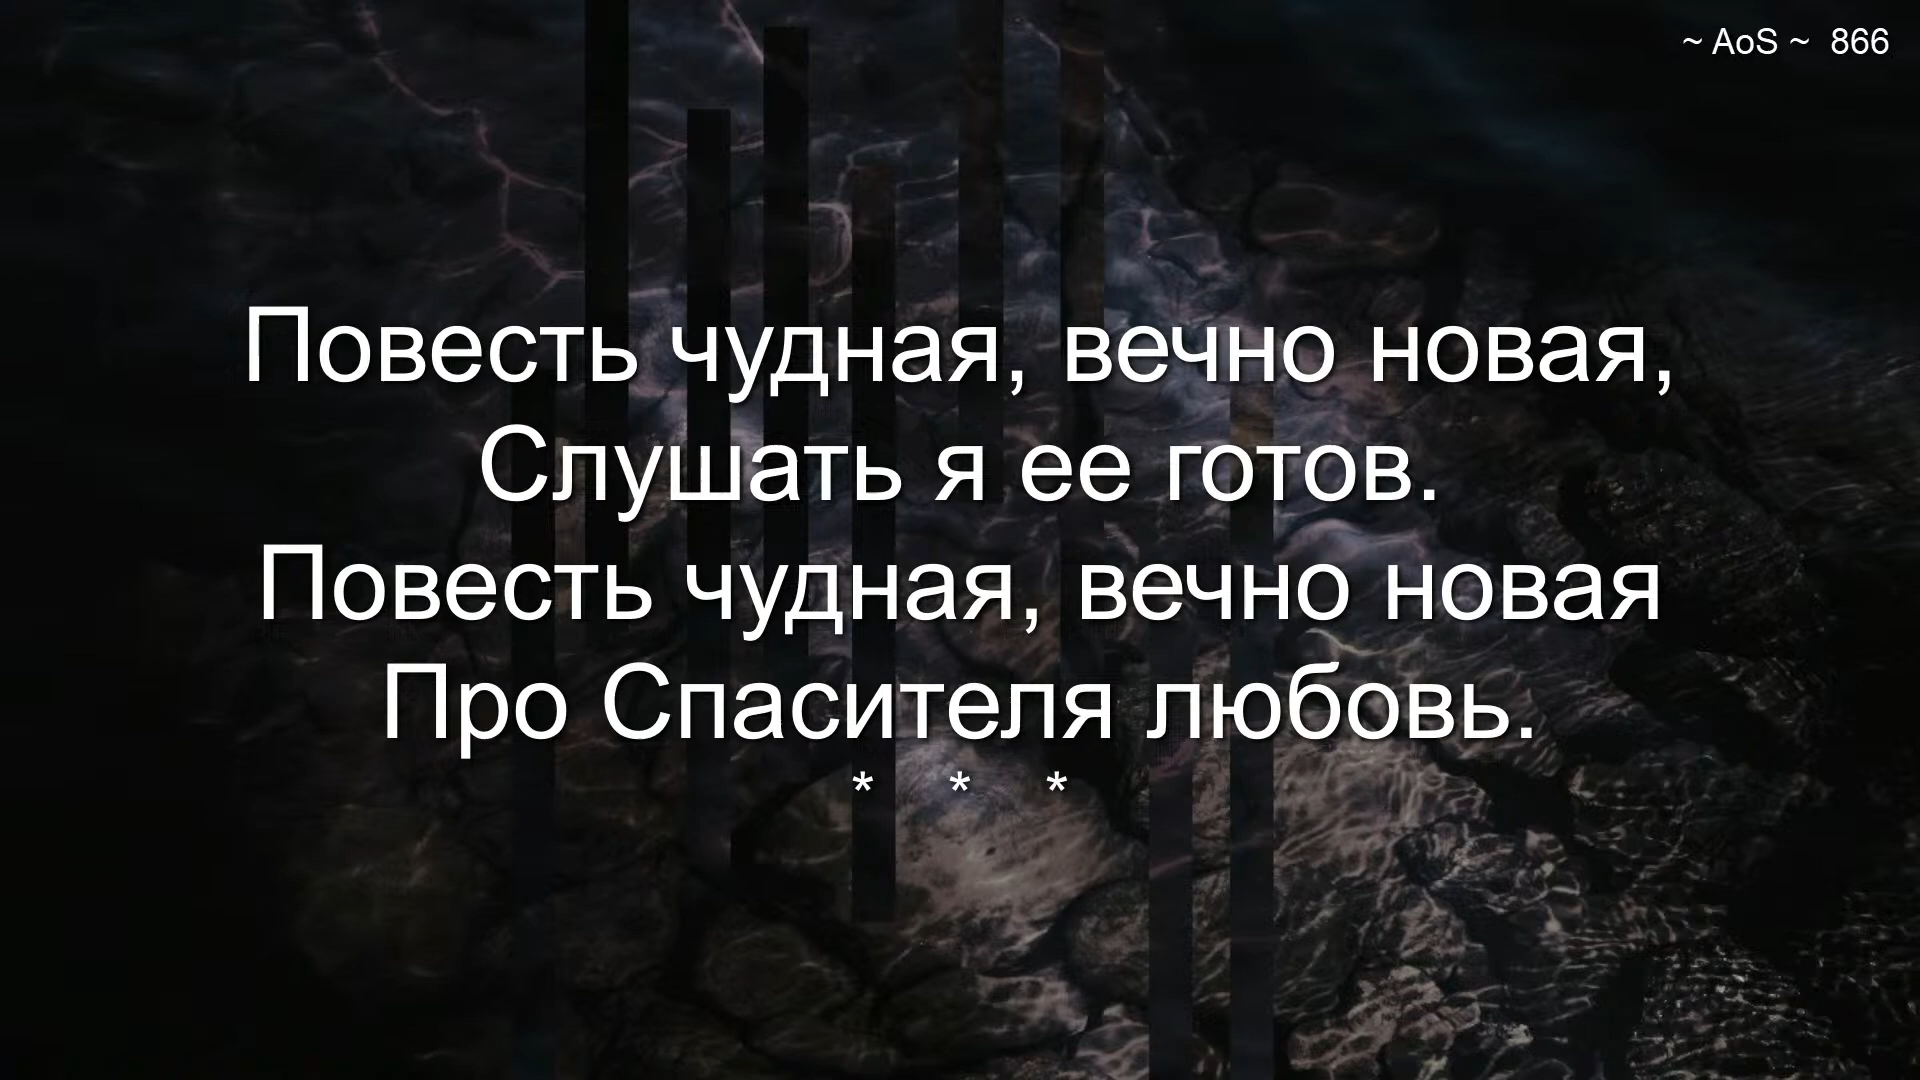 ~ AoS ~ 866
Повесть чудная, вечно новая,
Слушать я ее готов.
Повесть чудная, вечно новая
Про Спасителя любовь.
* * *